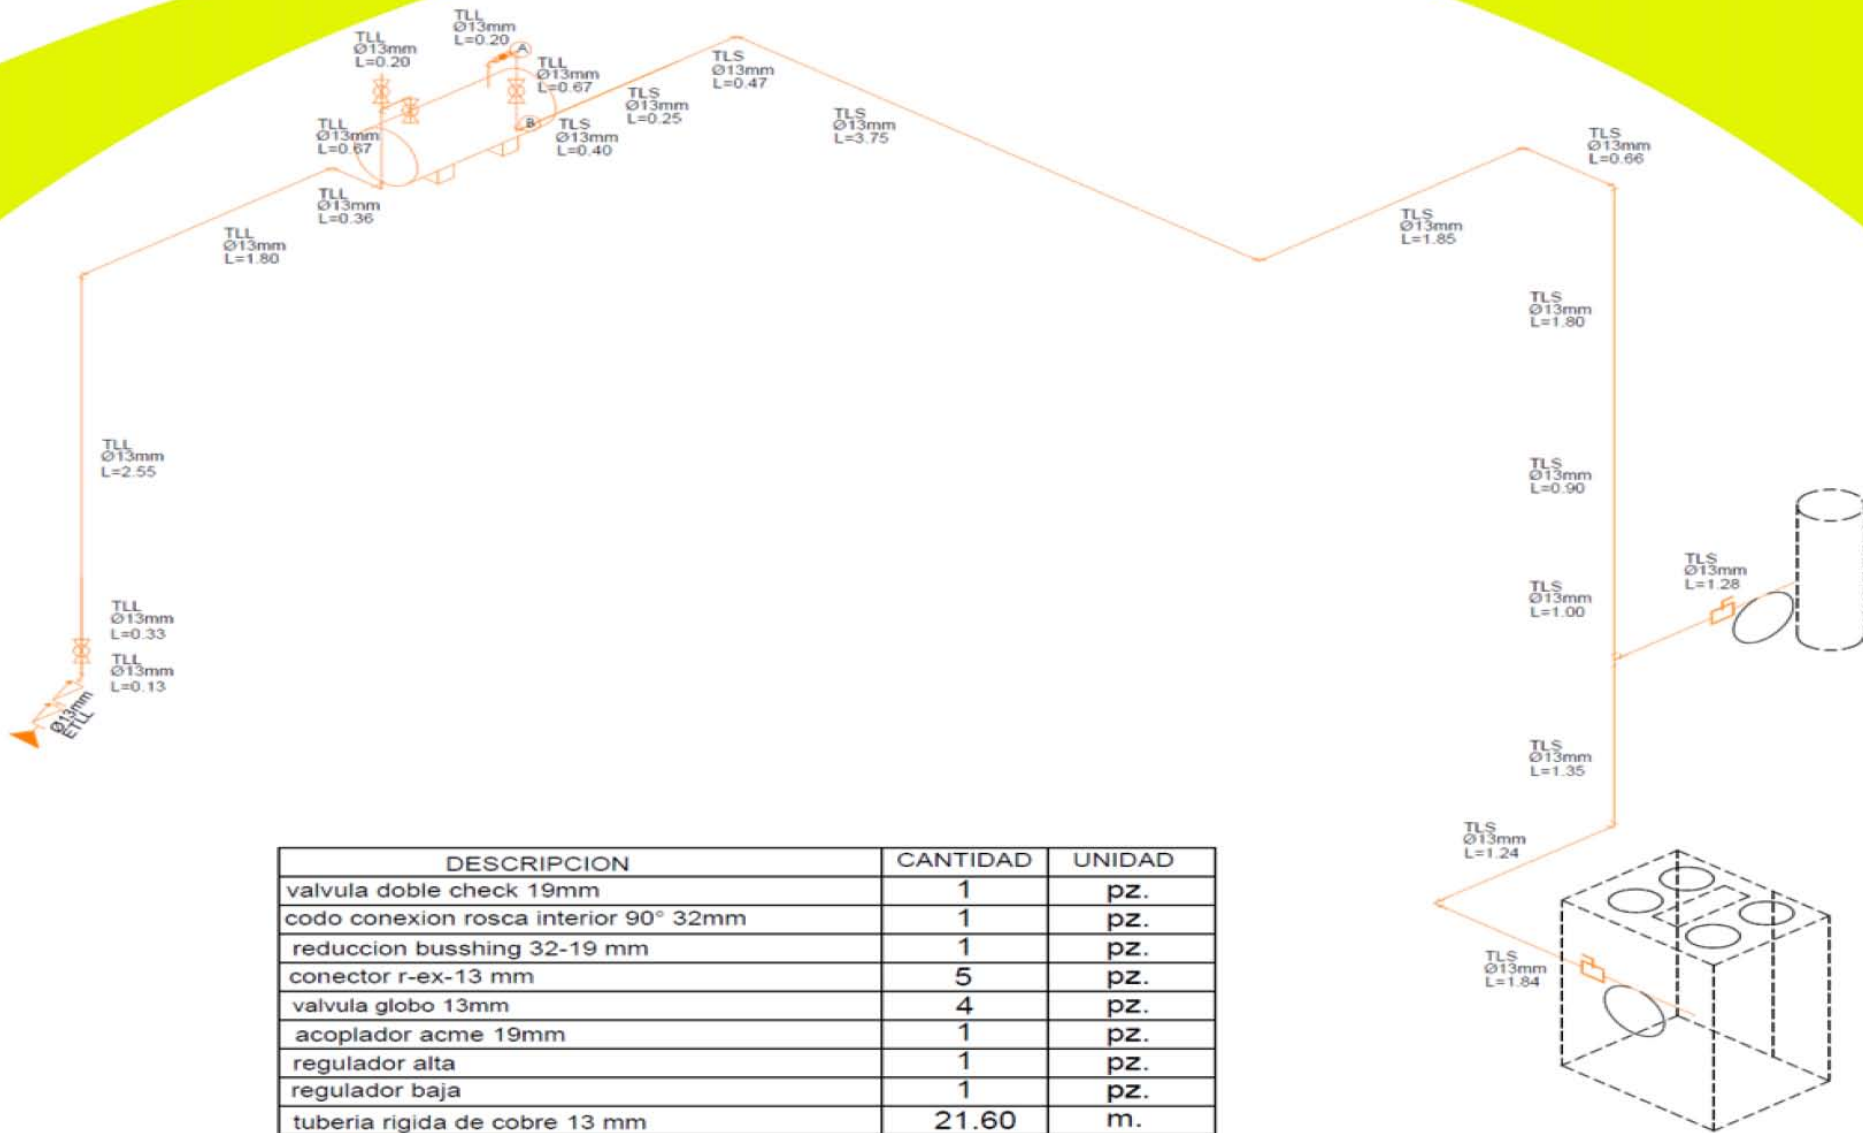 TLL
Ø13mm
L=0.20
TLL
Ø13mm
L=0.20
A
TLL
Ø13mm
L=0.67
TLS
Ø13mm
L=0.47
TLS
Ø13mm
L=0.25
TLL
Ø13mm
L=0.67
B
TLS
Ø13mm
L=0.40
TLS
Ø13mm
L=3.75
TLS
Ø13mm
L=0.66
TLL
Ø13mm
L=0.36
TLL
Ø13mm
L=1.80
TLS
Ø13mm
L=1.85
TLS
Ø13mm
L=1.80
TLL
Ø13mm
L=2.55
TLS
Ø13mm
L=0.90
TLS
Ø13mm
L=1.28
TLS
Ø13mm
L=1.00
TLL
Ø13mm
L=0.33
TLL
Ø13mm
L=0.13
Ø13mm
ETLL
TLS
Ø13mm
L=1.35
TLS
Ø13mm
L=1.24
TLS
Ø13mm
L=1.84
DESCRIPCION CANTIDAD UNIDAD
valvula doble check 19mm 1 pz.
codo conexion rosca interior 90° 32mm 1 pz.
reduccion busshing 32-19 mm 1 pz.
conector r-ex-13 mm 5 pz.
valvula globo 13mm 4 pz.
acoplador acme 19mm 1 pz.
regulador alta 1 pz.
regulador baja 1 pz.
tuberia rigida de cobre 13 mm 21.60 m.